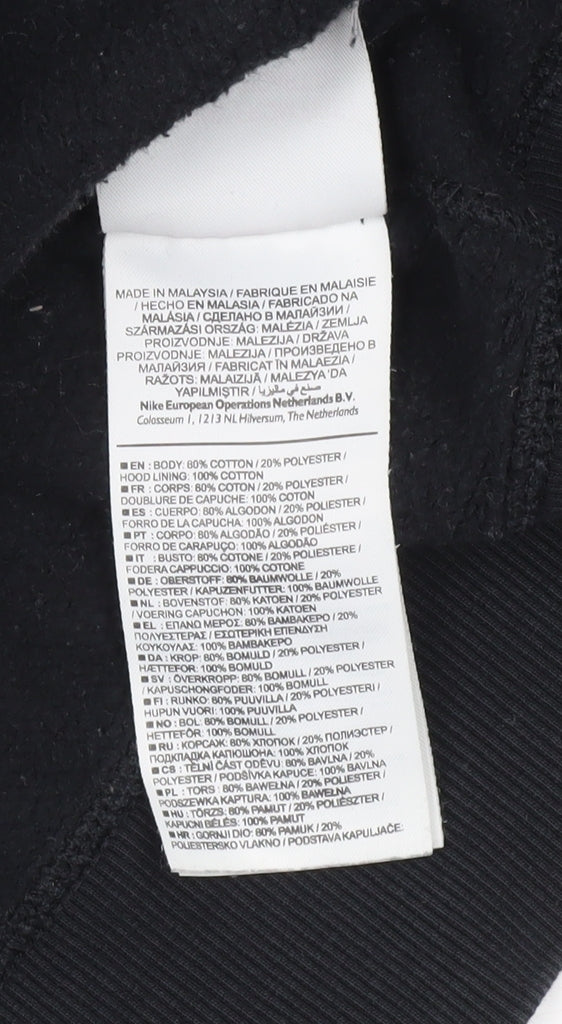 MADE IN MALAYSIA / FABRIQUE EN MALAISIE
/ HECHO EN MALASIA / FABRICADO NA
MALÁSIA / СДЕЛАНО В МАЛАЙЗИИ /
SZÁRMAZÁSI ORSZÁG: MALÉZIA / ZEMLJA
PROIZVODNJE: MALEZIJA / DRŽAVA
PROIZVODNJE: MALEZIJA / ПРОИЗВЕДЕНО В
МАЛАЙЗИЯ / FABRICAT ÎN MALAEZIA /
RAŽOTS: MALAIZIJĀ / MALEZYA 'DA
YAPILMIŞTIR / صنع في ماليزيا
Nike European Operations Netherlands B.V.
Colosseum 1, 1213 NL Hilversum, The Netherlands
■ EN : BODY: 80% COTTON / 20% POLYESTER /
HOOD LINING: 100% COTTON
■ FR : CORPS: 80% COTON / 20% POLYESTER /
DOUBLURE DE CAPUCHE: 100% COTON
■ ES : CUERPO: 80% ALGODON / 20% POLIESTER /
FORRO DE LA CAPUCHA: 100% ALGODON
■ PT : CORPO: 80% ALGODÃO / 20% POLIÉSTER /
FORRO DE CARAPUÇO: 100% ALGODÃO
■ IT : BUSTO: 80% COTONE / 20% POLIESTERE /
FODERA CAPPUCCIO: 100% COTONE
■ DE : OBERSTOFF: 80% BAUMWOLLE / 20%
POLYESTER / KAPUZENFUTTER: 100% BAUMWOLLE
■ NL : BOVENSTOF: 80% KATOEN / 20% POLYESTER
/ VOERING CAPUCHON: 100% KATOEN
■ EL : ΕΠΑΝΩ ΜΕΡΟΣ: 80% ΒΑΜΒΑΚΕΡΟ / 20%
ΠΟΛΥΕΣΤΕΡΑΣ / ΕΣΩΤΕΡΙΚΗ ΕΠΕΝΔΥΣΗ
ΚΟΥΚΟΥΛΑΣ: 100% ΒΑΜΒΑΚΕΡΟ
■ DA : KROP: 80% BOMULD / 20% POLYESTER /
HÆTTEFOR: 100% BOMULD
■ SV : ÖVERKROPP: 80% BOMULL / 20% POLYESTER
/ KAPUSCHONGFODER: 100% BOMULL
■ FI : RUNKO: 80% PUUVILLA / 20% POLYESTERI /
HUPUN VUORI: 100% PUUVILLA
■ NO : BOL: 80% BOMULL / 20% POLYESTER /
HETTEFÔR: 100% BOMULL
■ RU : КОРСАЖ: 80% ХЛОПОК / 20% ПОЛИЭСТЕР /
ПОДКЛАДКА КАПЮШОНА: 100% ХЛОПОК
■ CS : TĚLNÍ ČÁST ODĚVU: 80% BAVLNA / 20%
POLYESTER / PODŠÍVKA KAPUCE: 100% BAVLNA
■ PL : TORS : 80% BAWEŁNA / 20% POLIESTER /
PODSZEWKA KAPTURA: 100% BAWEŁNA
■ HU : TÖRZS: 80% PAMUT / 20% POLIÉSZTER /
KAPUCNI BÉLÉS: 100% PAMUT
■ HR : GORNJI DIO: 80% PAMUK / 20%
POLIESTERSKO VLAKNO / PODSTAVA KAPULJAČE: